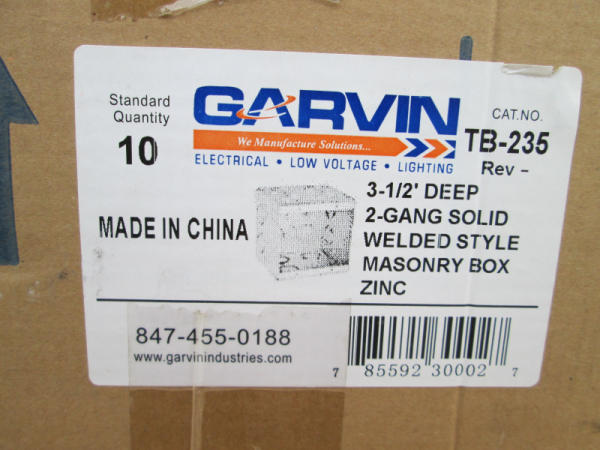 Standard
Quantity
10
GARVIN
We Manufacture Solutions...
ELECTRICAL • LOW VOLTAGE • LIGHTING
CAT.NO.
TB-235
Rev -
MADE IN CHINA
3-1/2' DEEP
2-GANG SOLID
WELDED STYLE
MASONRY BOX
ZINC
847-455-0188
www.garvinindustries.com
7 85592 30002 7